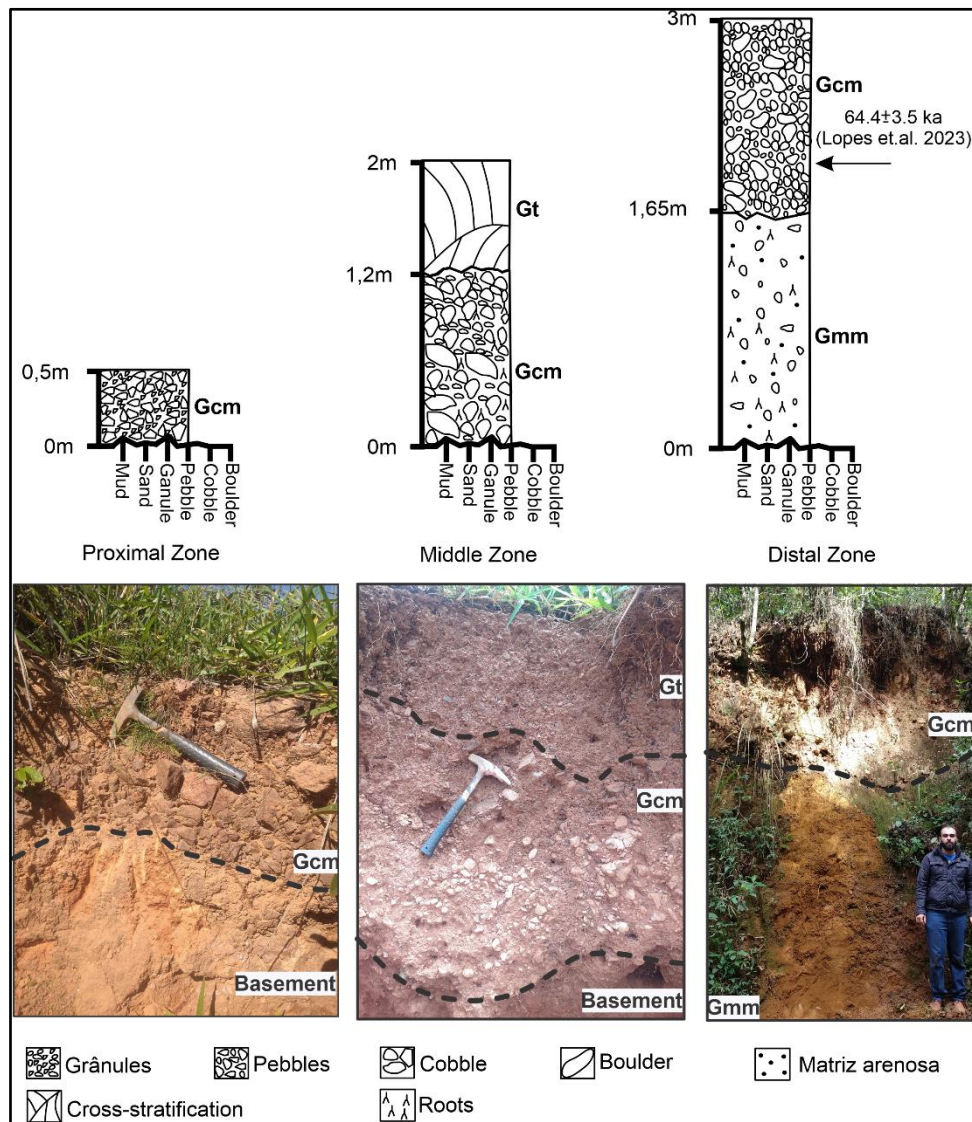 3m
Gcm
64.4±3.5 ka
(Lopes et.al. 2023)
2m
Gt
1,65m
1,2m
Gmm
0,5m
Gcm
Gcm
0m
0m
0m
Mud
Sand
Ganule
Pebble
Cobble
Boulder
Mud
Sand
Ganule
Pebble
Cobble
Boulder
Mud
Sand
Ganule
Pebble
Cobble
Boulder
Proximal Zone
Middle Zone
Distal Zone
Gcm
Basement
Gt
Gcm
Basement
Gcm
Gmm
Grânules
Pebbles
Cobble
Boulder
Matriz arenosa
Cross-stratification
Roots